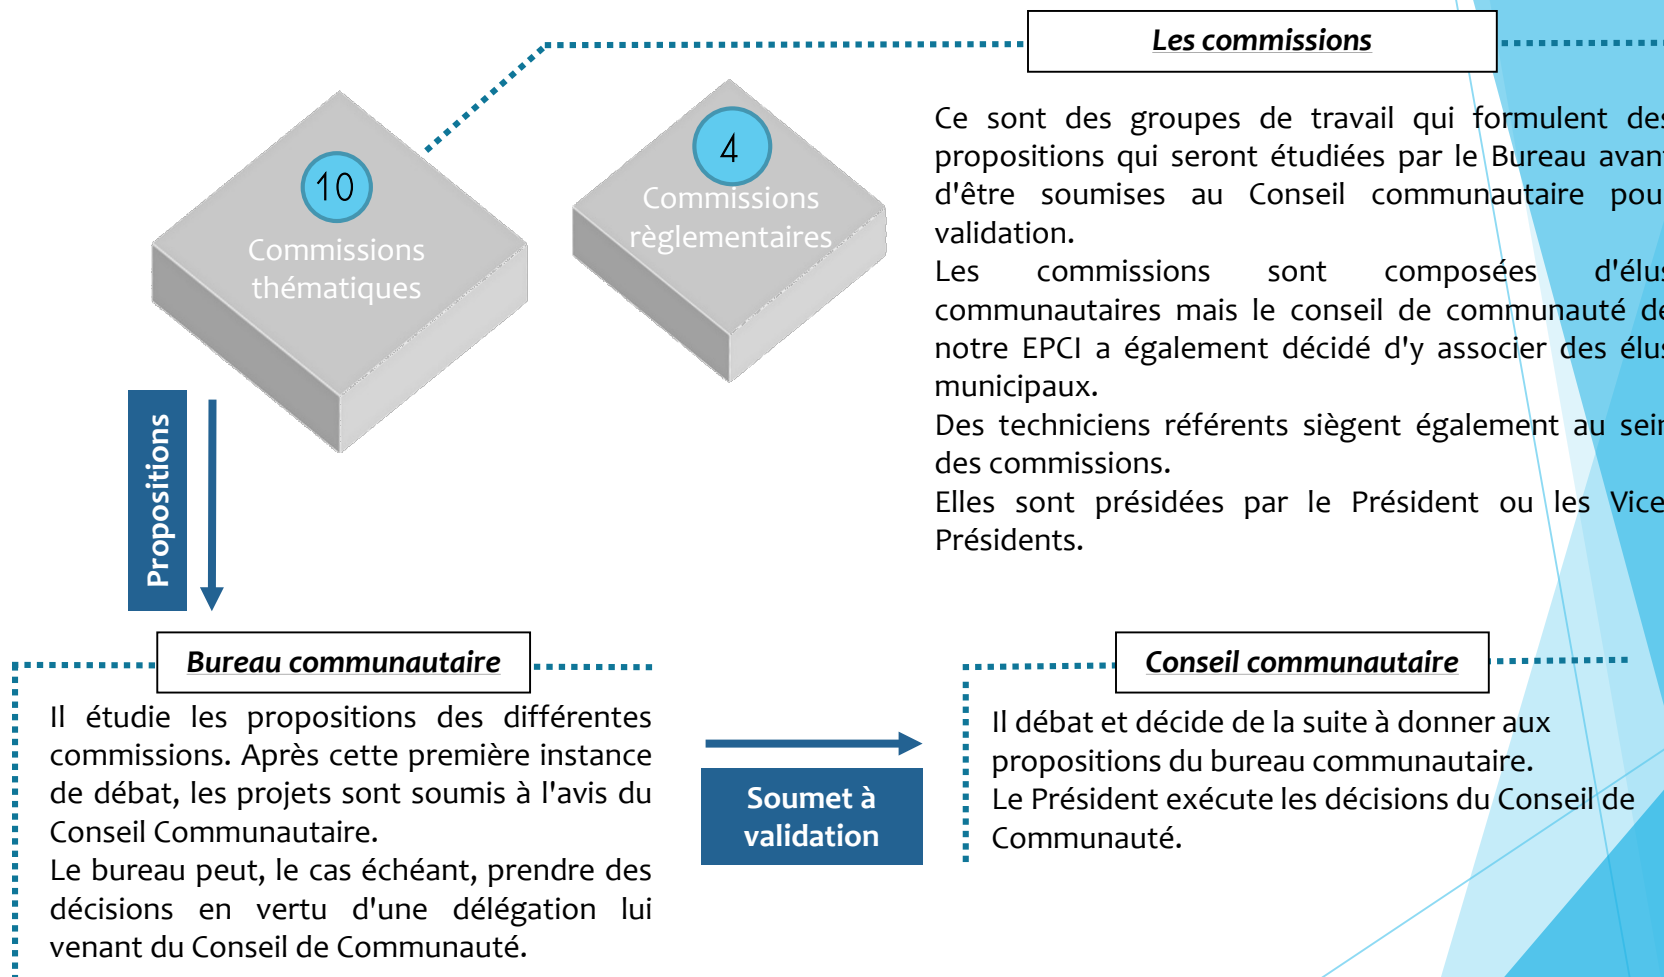 Les commissions
10
Commissions
thématiques
4
Commissions
règlementaires
Ce sont des groupes de travail qui formulent des
propositions qui seront étudiées par le Bureau avant
d'être soumises au Conseil communautaire pour
validation.
Les commissions sont composées d'élus
communautaires mais le conseil de communauté de
notre EPCI a également décidé d'y associer des élus
municipaux.
Des techniciens référents siègent également au sein
des commissions.
Elles sont présidées par le Président ou les Vice-
Présidents.
Propositions
Bureau communautaire
Il étudie les propositions des différentes
commissions. Après cette première instance
de débat, les projets sont soumis à l'avis du
Conseil Communautaire.
Le bureau peut, le cas échéant, prendre des
décisions en vertu d'une délégation lui
venant du Conseil de Communauté.
Soumet à
validation
Conseil communautaire
Il débat et décide de la suite à donner aux
propositions du bureau communautaire.
Le Président exécute les décisions du Conseil de
Communauté.